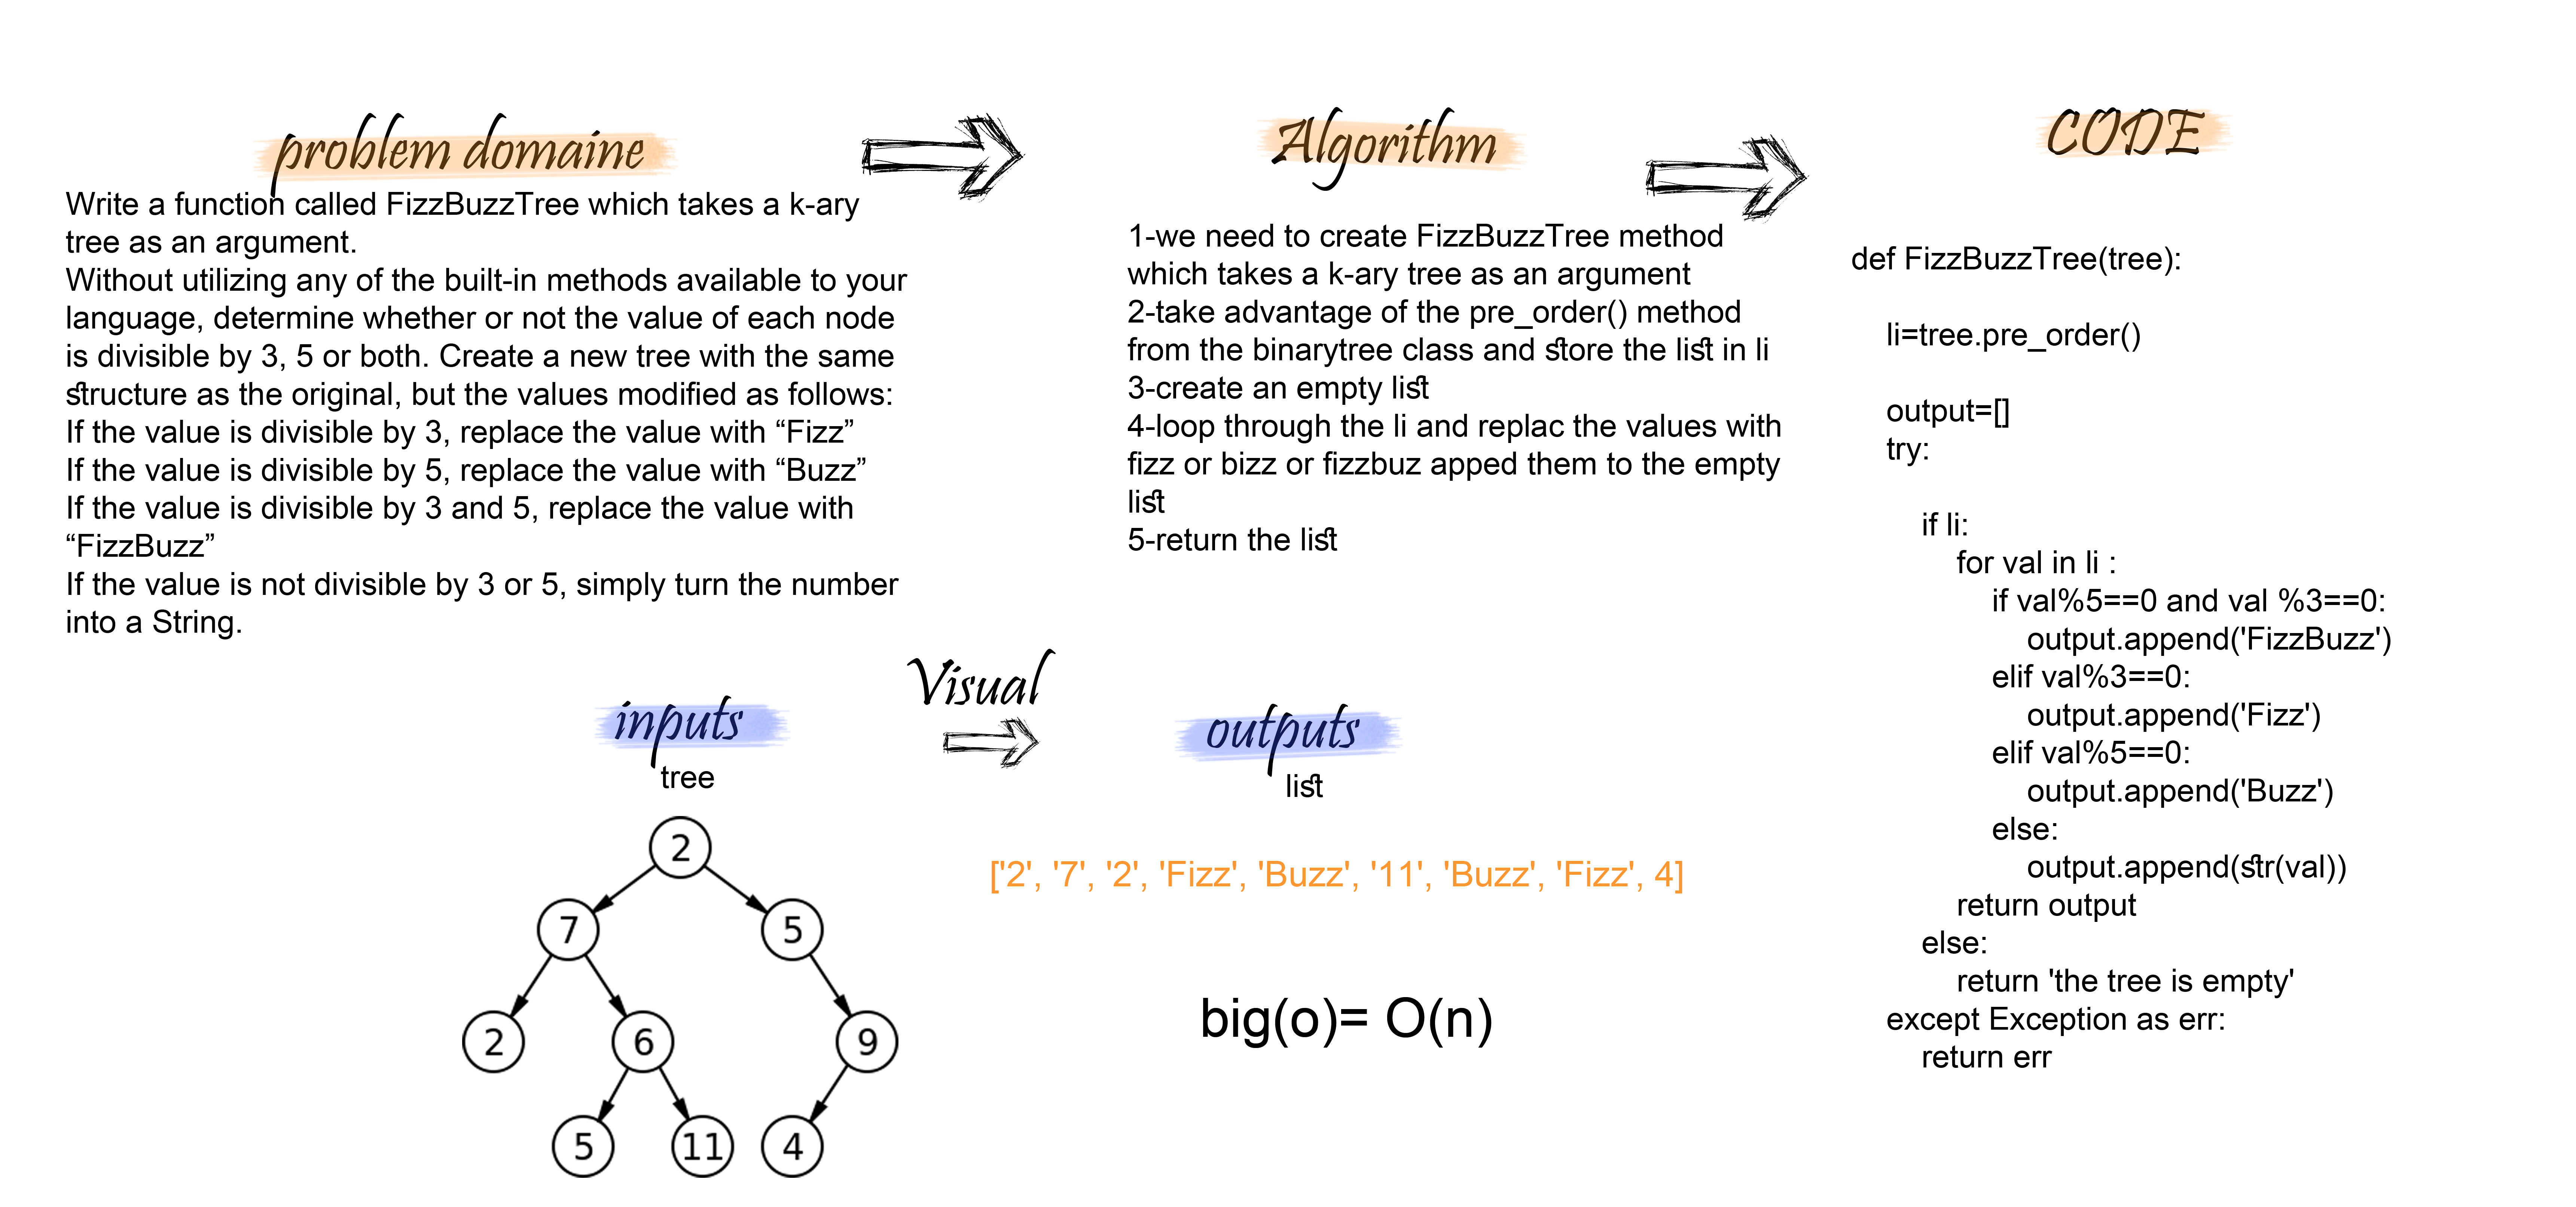 problem domaine
Write a function called FizzBuzzTree which takes a k-ary
tree as an argument.
Without utilizing any of the built-in methods available to your
language, determine whether or not the value of each node
is divisible by 3, 5 or both. Create a new tree with the same
structure as the original, but the values modified as follows:
If the value is divisible by 3, replace the value with “Fizz”
If the value is divisible by 5, replace the value with “Buzz”
If the value is divisible by 3 and 5, replace the value with
“FizzBuzz”
If the value is not divisible by 3 or 5, simply turn the number
into a String.
Algorithm
1-we need to create FizzBuzzTree method
which takes a k-ary tree as an argument
2-take advantage of the pre_order() method
from the binarytree class and store the list in li
3-create an empty list
4-loop through the li and replac the values with
fizz or bizz or fizzbuz apped them to the empty
list
5-return the list
CODE
def FizzBuzzTree(tree):
li=tree.pre_order()
output=[]
try:
if li:
for val in li :
if val%5==0 and val %3==0:
output.append('FizzBuzz')
elif val%3==0:
output.append('Fizz')
elif val%5==0:
output.append('Buzz')
else:
output.append(str(val))
return output
else:
return 'the tree is empty'
except Exception as err:
return err
Visual
inputs
tree
2
7 5
2 6 9
5 11 4
outputs
list
['2', '7', '2', 'Fizz', 'Buzz', '11', 'Buzz', 'Fizz', 4]
big(o)= O(n)